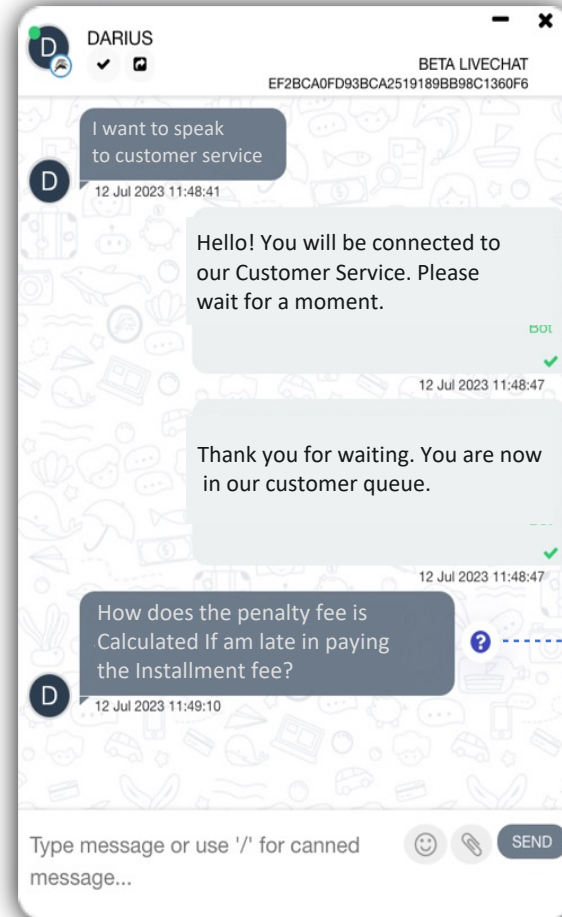 D
DARIUS
BETA LIVECHAT
EF2BCA0FD93BCA2519189BB98C1360F6
I want to speak
to customer service
D
12 Jul 2023 11:48:41
Hello! You will be connected to
our Customer Service. Please
wait for a moment.
Bot
12 Jul 2023 11:48:47
Thank you for waiting. You are now
in our customer queue.
12 Jul 2023 11:48:47
How does the penalty fee is
Calculated If am late in paying
the Installment fee?
?
D
12 Jul 2023 11:49:10
Type message or use '/' for canned
message...
SEND